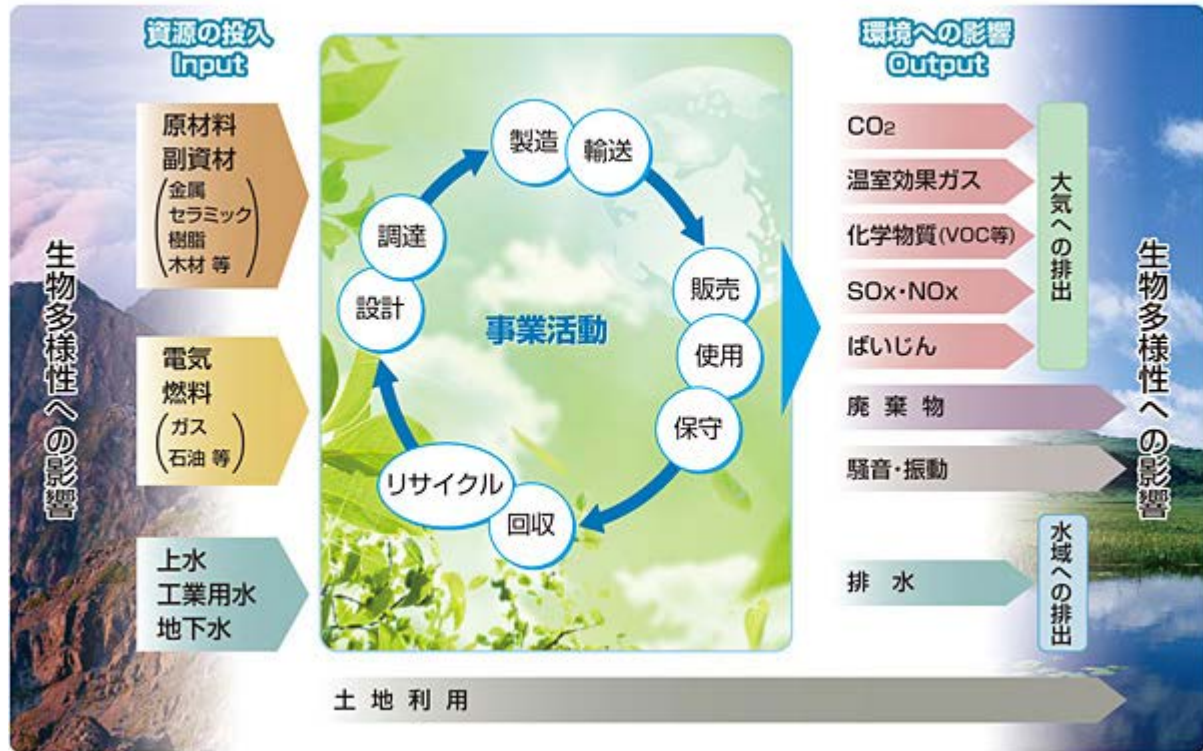 資源の投入
Input
原材料
副資材
(金属
セラミック
樹脂
木材 等)
電気
燃料
(ガス
石油 等)
上水
工業用水
地下水
生物多様性への影響
製造
輸送
調達
設計
販売
使用
保守
回収
リサイクル
事業活動
環境への影響
Output
CO₂
温室効果ガス
化学物質(VOC等)
SOx・NOx
ばいじん
大気への排出
廃棄物
騒音・振動
排水
水域への排出
生物多様性への影響
土地利用